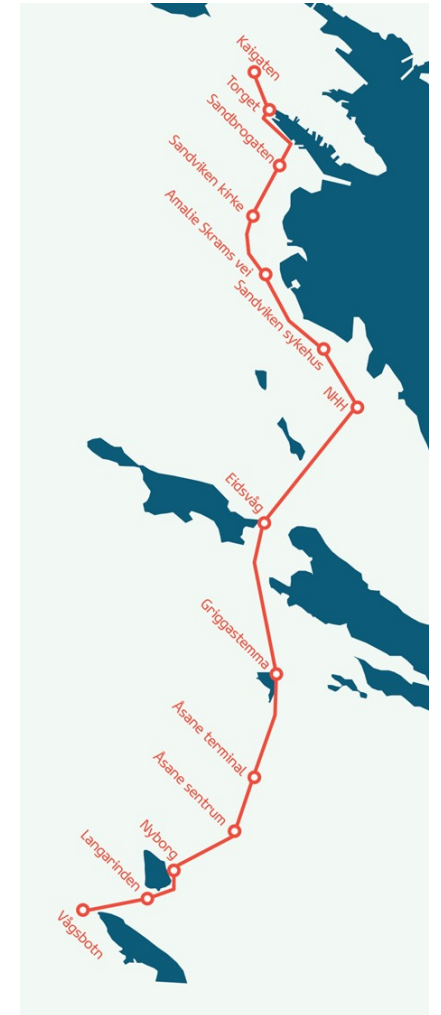 Kaigaten
Torget
Sandbrogaten
Sandviken kirke
Amalie Skrams vei
Sandviken sykehus
NHH
Eidsvåg
Griggastemma
Åsane terminal
Åsane sentrum
Nyborg
Langarinden
Vågsbotn